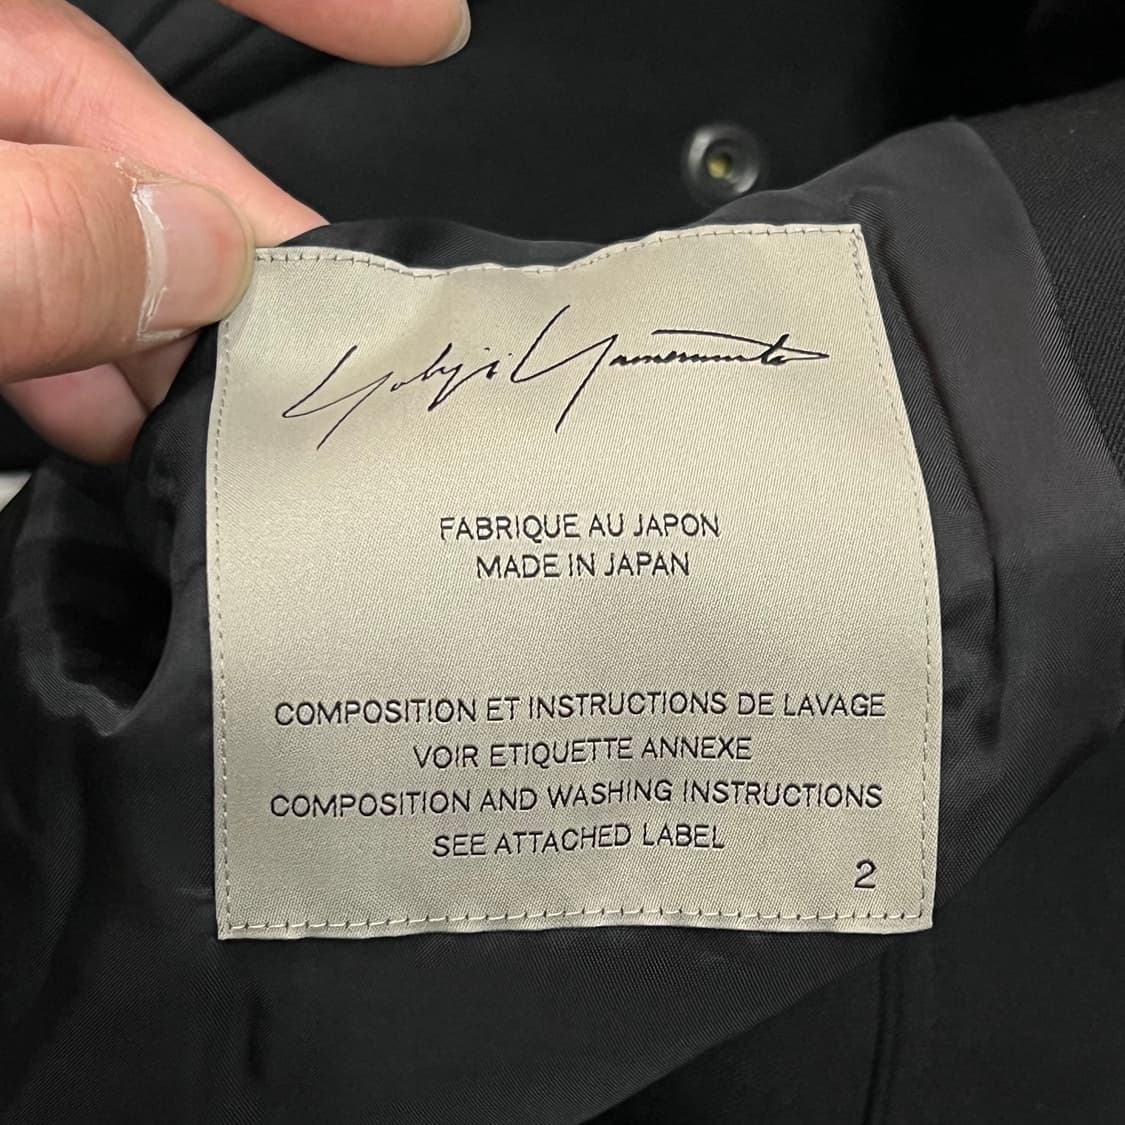 Yohji Yamamoto
FABRIQUE AU JAPON
MADE IN JAPAN
COMPOSITION ET INSTRUCTIONS DE LAVAGE
VOIR ETIQUETTE ANNEXE
COMPOSITION AND WASHING INSTRUCTIONS
SEE ATTACHED LABEL
2